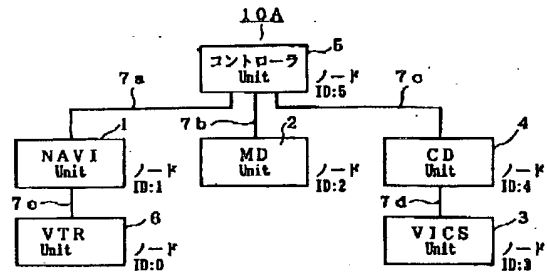 10A
5
コントローラ
Unit
ノード
ID:5
7a
7b
7c
1
NAVI
Unit
ノード
ID:1
2
MD
Unit
ノード
ID:2
4
CD
Unit
ノード
ID:4
7e
7d
6
VTR
Unit
ノード
ID:0
3
VICS
Unit
ノード
ID:3